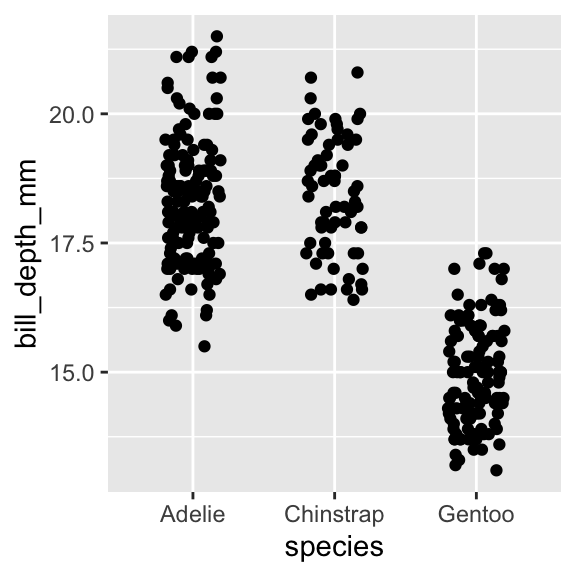 bill_depth_mm
20.0
17.5
15.0
Adelie Chinstrap Gentoo
species